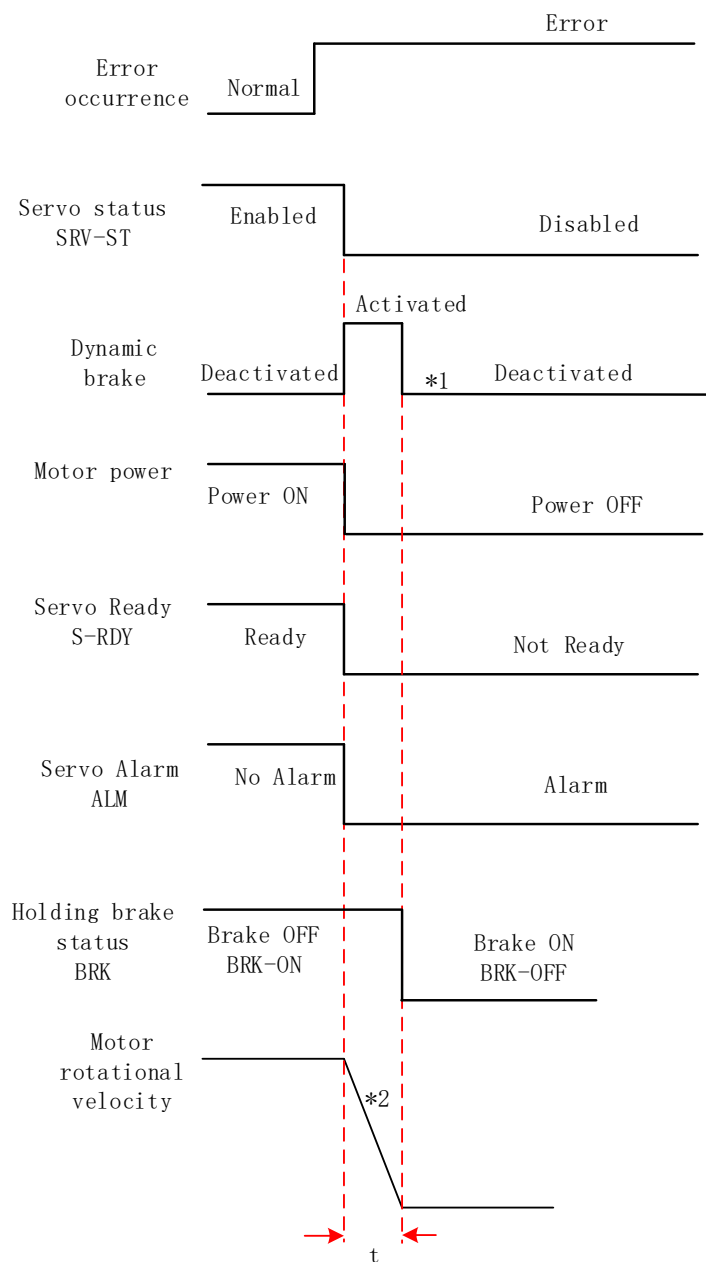 Error
Error
occurrence
Normal
Servo status
SRV-ST
Enabled
Disabled
Activated
Dynamic
brake
Deactivated
*1
Deactivated
Motor power
Power ON
Power OFF
Servo Ready
S-RDY
Ready
Not Ready
Servo Alarm
ALM
No Alarm
Alarm
Holding brake
status
BRK
Brake OFF
BRK-ON
Brake ON
BRK-OFF
Motor
rotational
velocity
*2
t